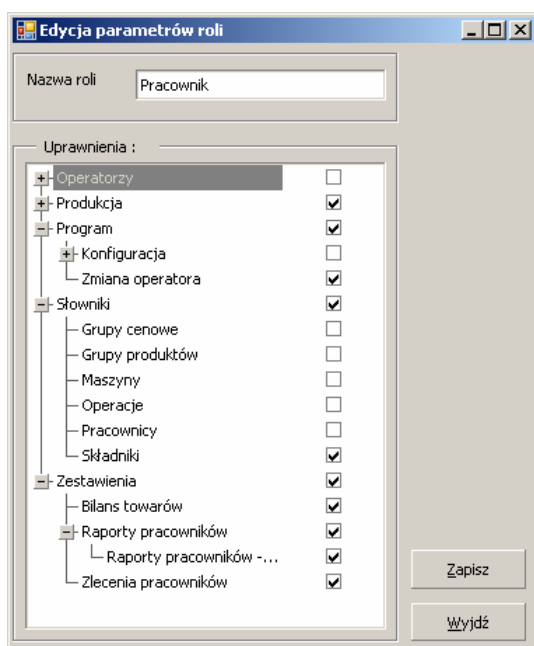 Edycja parametrów roli
Nazwa roli
Pracownik
Uprawnienia :
Operatorzy
Produkcja
Program
Konfiguracja
Zmiana operatora
Słowniki
Grupy cenowe
Grupy produktów
Maszyny
Operacje
Pracownicy
Składniki
Zestawienia
Bilans towarów
Raporty pracowników
Raporty pracowników -...
Zlecenia pracowników
Zapisz
Wyjdź